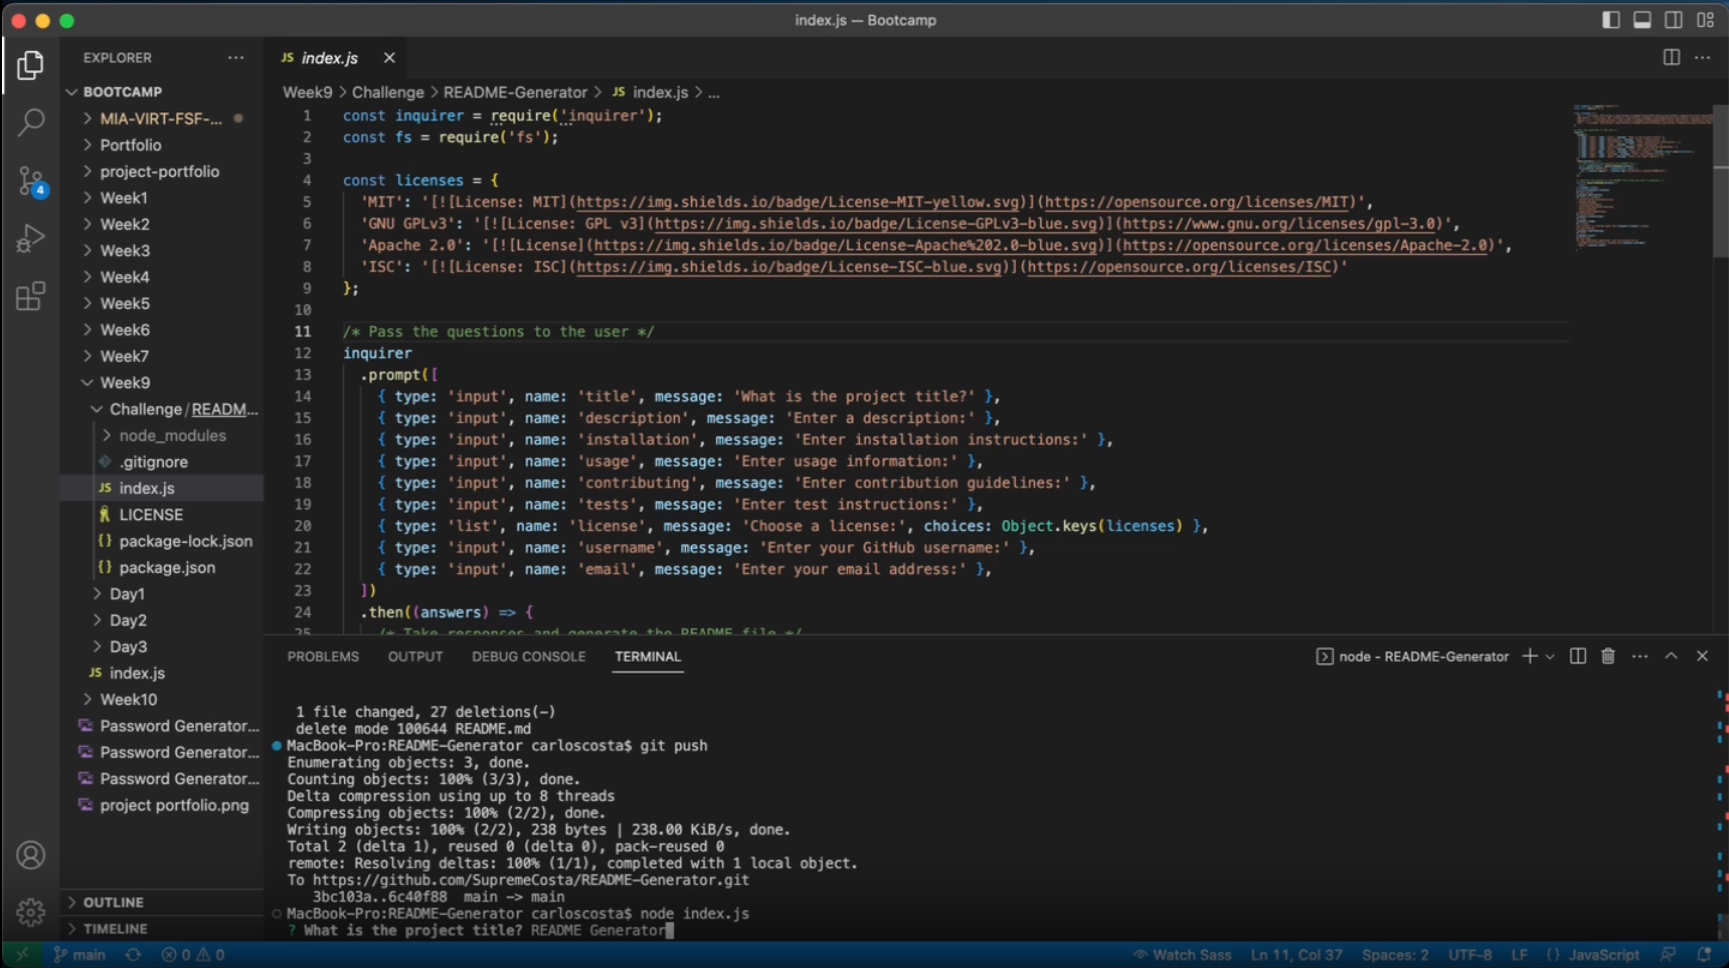 index.js — Bootcamp
EXPLORER
BOOTCAMP
MIA-VIRT-FSF-...
Portfolio
project-portfolio
Week1
Week2
Week3
Week4
Week5
Week6
Week7
Week9
Challenge/READM...
node_modules
.gitignore
JS index.js
LICENSE
{} package-lock.json
{} package.json
Day1
Day2
Day3
JS index.js
Week10
Password Generator...
Password Generator...
Password Generator...
project portfolio.png
OUTLINE
TIMELINE
4
JS index.js
Week9 > Challenge > README-Generator > JS index.js > ...
1 const inquirer = require('inquirer');
2 const fs = require('fs');
3
4 const licenses = {
5 'MIT': '[![License: MIT](https://img.shields.io/badge/License-MIT-yellow.svg)](https://opensource.org/licenses/MIT)',
6 'GNU GPLv3': '[![License: GPL v3](https://img.shields.io/badge/License-GPLv3-blue.svg)](https://www.gnu.org/licenses/gpl-3.0)',
7 'Apache 2.0': '[![License](https://img.shields.io/badge/License-Apache%202.0-blue.svg)](https://opensource.org/licenses/Apache-2.0)',
8 'ISC': '[![License: ISC](https://img.shields.io/badge/License-ISC-blue.svg)](https://opensource.org/licenses/ISC)'
9 };
10
11 /* Pass the questions to the user */
12 inquirer
13 .prompt([
14 { type: 'input', name: 'title', message: 'What is the project title?' },
15 { type: 'input', name: 'description', message: 'Enter a description:' },
16 { type: 'input', name: 'installation', message: 'Enter installation instructions:' },
17 { type: 'input', name: 'usage', message: 'Enter usage information:' },
18 { type: 'input', name: 'contributing', message: 'Enter contribution guidelines:' },
19 { type: 'input', name: 'tests', message: 'Enter test instructions:' },
20 { type: 'list', name: 'license', message: 'Choose a license:', choices: Object.keys(licenses) },
21 { type: 'input', name: 'username', message: 'Enter your GitHub username:' },
22 { type: 'input', name: 'email', message: 'Enter your email address:' },
23 ])
24 .then((answers) => {
25 /* Take responses and generate the README file */
PROBLEMS OUTPUT DEBUG CONSOLE TERMINAL
node - README-Generator
1 file changed, 27 deletions(-)
delete mode 100644 README.md
MacBook-Pro:README-Generator carloscosta$ git push
Enumerating objects: 3, done.
Counting objects: 100% (3/3), done.
Delta compression using up to 8 threads
Compressing objects: 100% (2/2), done.
Writing objects: 100% (2/2), 238 bytes | 238.00 KiB/s, done.
Total 2 (delta 1), reused 0 (delta 0), pack-reused 0
remote: Resolving deltas: 100% (1/1), completed with 1 local object.
To https://github.com/SupremeCosta/README-Generator.git
3bc103a..6c40f88 main -> main
MacBook-Pro:README-Generator carloscosta$ node index.js
? What is the project title? README Generator
main 0 0
Watch Sass Ln 11, Col 37 Spaces: 2 UTF-8 LF {} JavaScript